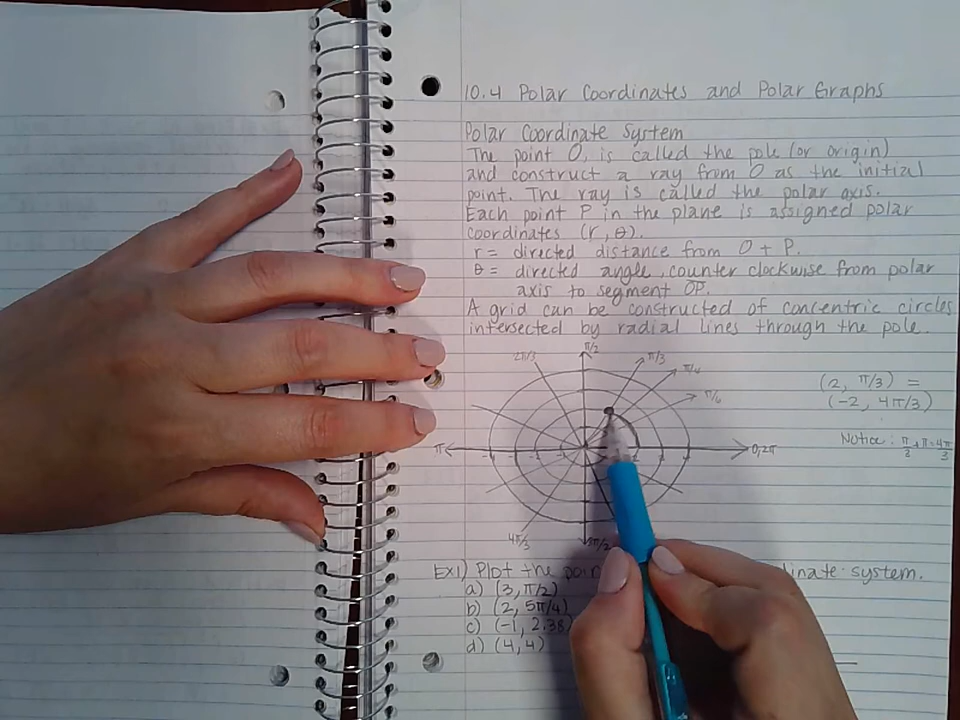 10.4 Polar Coordinates and Polar Graphs
Polar Coordinate System
The point O, is called the pole (or origin)
and construct a ray from O as the initial
point. The ray is called the polar axis.
Each point P in the plane is assigned polar
coordinates (r, θ).
r = directed distance from O + P.
θ = directed angle, counter clockwise from polar
axis to segment OP.
A grid can be constructed of concentric circles
intersected by radial lines through the pole.
2π/3
π/2
π/3
π/4
π/6
π
0,2π
4π/3
3π/2
(2, π/3) =
(-2, 4π/3)
Notice: π/3 + π = 4π/3
EX1) Plot the dinate system.
a) (3, π/2)
b) (2, 5π/4)
c) (-1, 2.38)
d) (4,4)